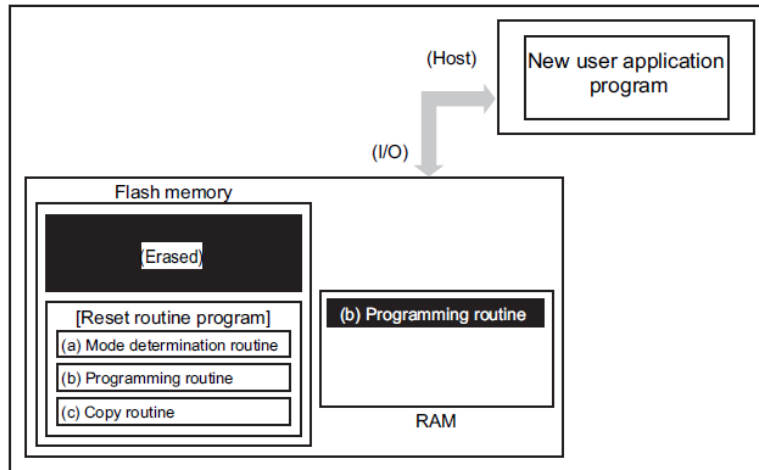 (Host)
New user application
program
(I/O)
Flash memory
(Erased)
[Reset routine program]
(a) Mode determination routine
(b) Programming routine
(c) Copy routine
(b) Programming routine
RAM